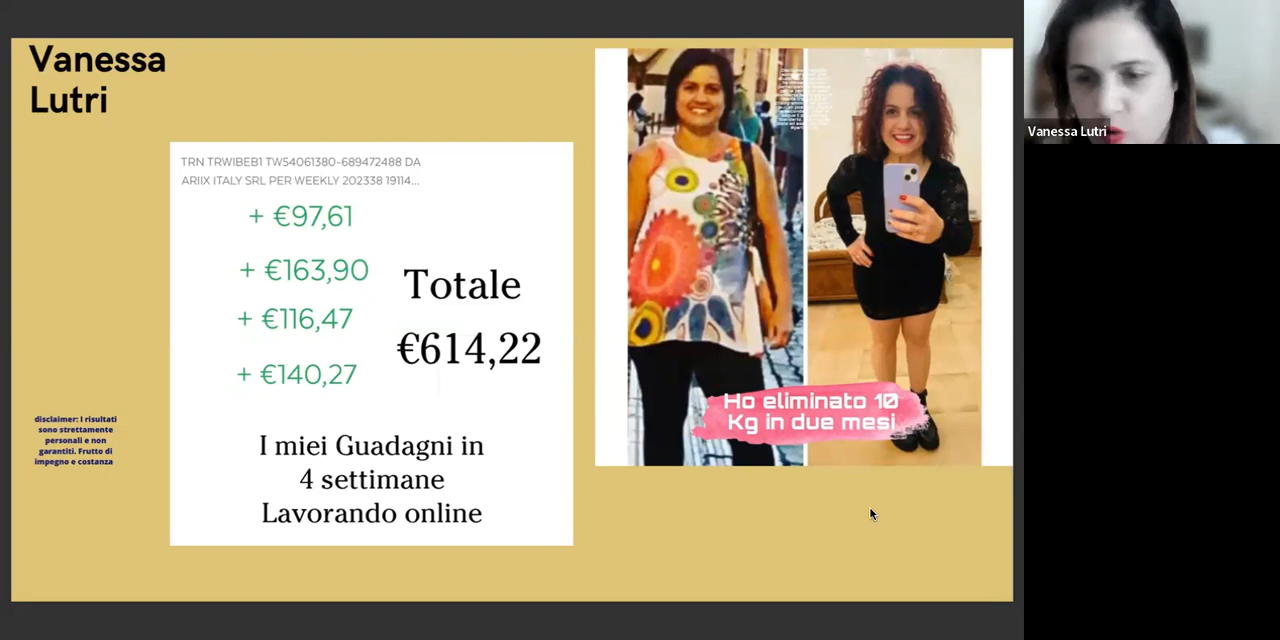 Vanessa
Lutri
TRN TRWIBEB1 TW54061380-689472488 DA
ARIIX ITALY SRL PER WEEKLY 202338 19114...
+ €97,61
+ €163,90
+ €116,47
+ €140,27
Totale
€614,22
I miei Guadagni in
4 settimane
Lavorando online
disclaimer: I risultati
sono strettamente
personali e non
garantiti. Frutto di
impegno e costanza
Ho eliminato 10
Kg in due mesi
Vanessa Lutri